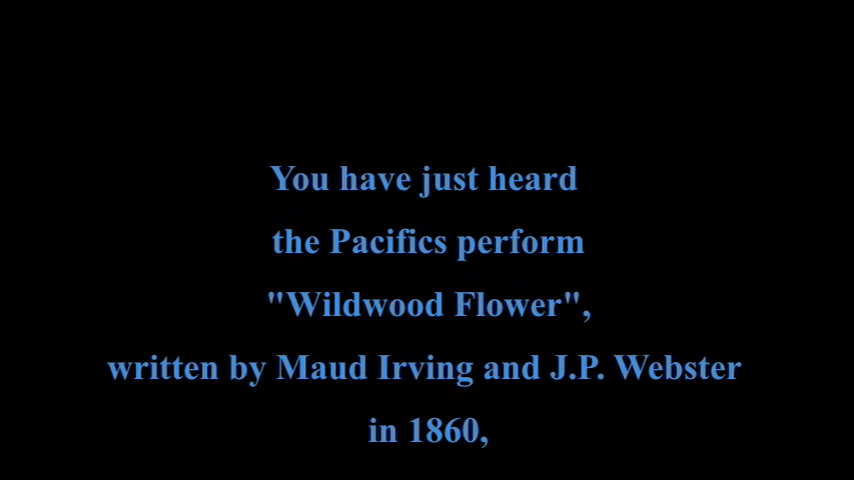 You have just heard
the Pacifics perform
"Wildwood Flower",
written by Maud Irving and J.P. Webster
in 1860,